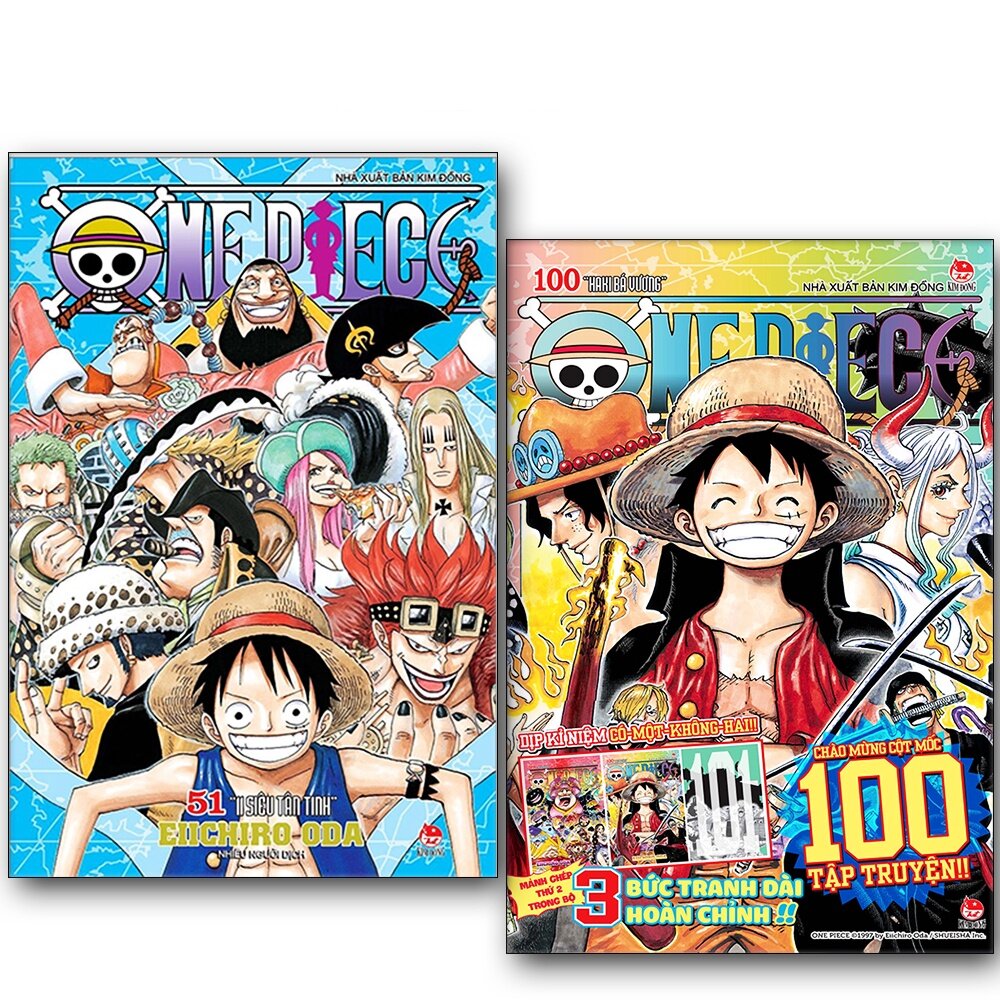 NHÀ XUẤT BẢN KIM ĐỒNG
ONE PIECE
51 "11 SIÊU TÂN TINH"
EIICHIRO ODA
NHIỀU NGƯỜI DỊCH
100 "HAKI BÁ VƯƠNG"
NHÀ XUẤT BẢN KIM ĐỒNG
KIM ĐỒNG
ONE PIECE
DỊP KỈ NIỆM CÓ-MỘT-KHÔNG-HAI!!
101
MẢNH GHÉP
THỨ 2
TRONG BỘ
3 BỨC TRANH DÀI
HOÀN CHỈNH!!
CHÀO MỪNG CỘT MỐC
100
TẬP TRUYỆN!!
ONE PIECE ©1997 by Eiichiro Oda / SHUEISHA Inc.